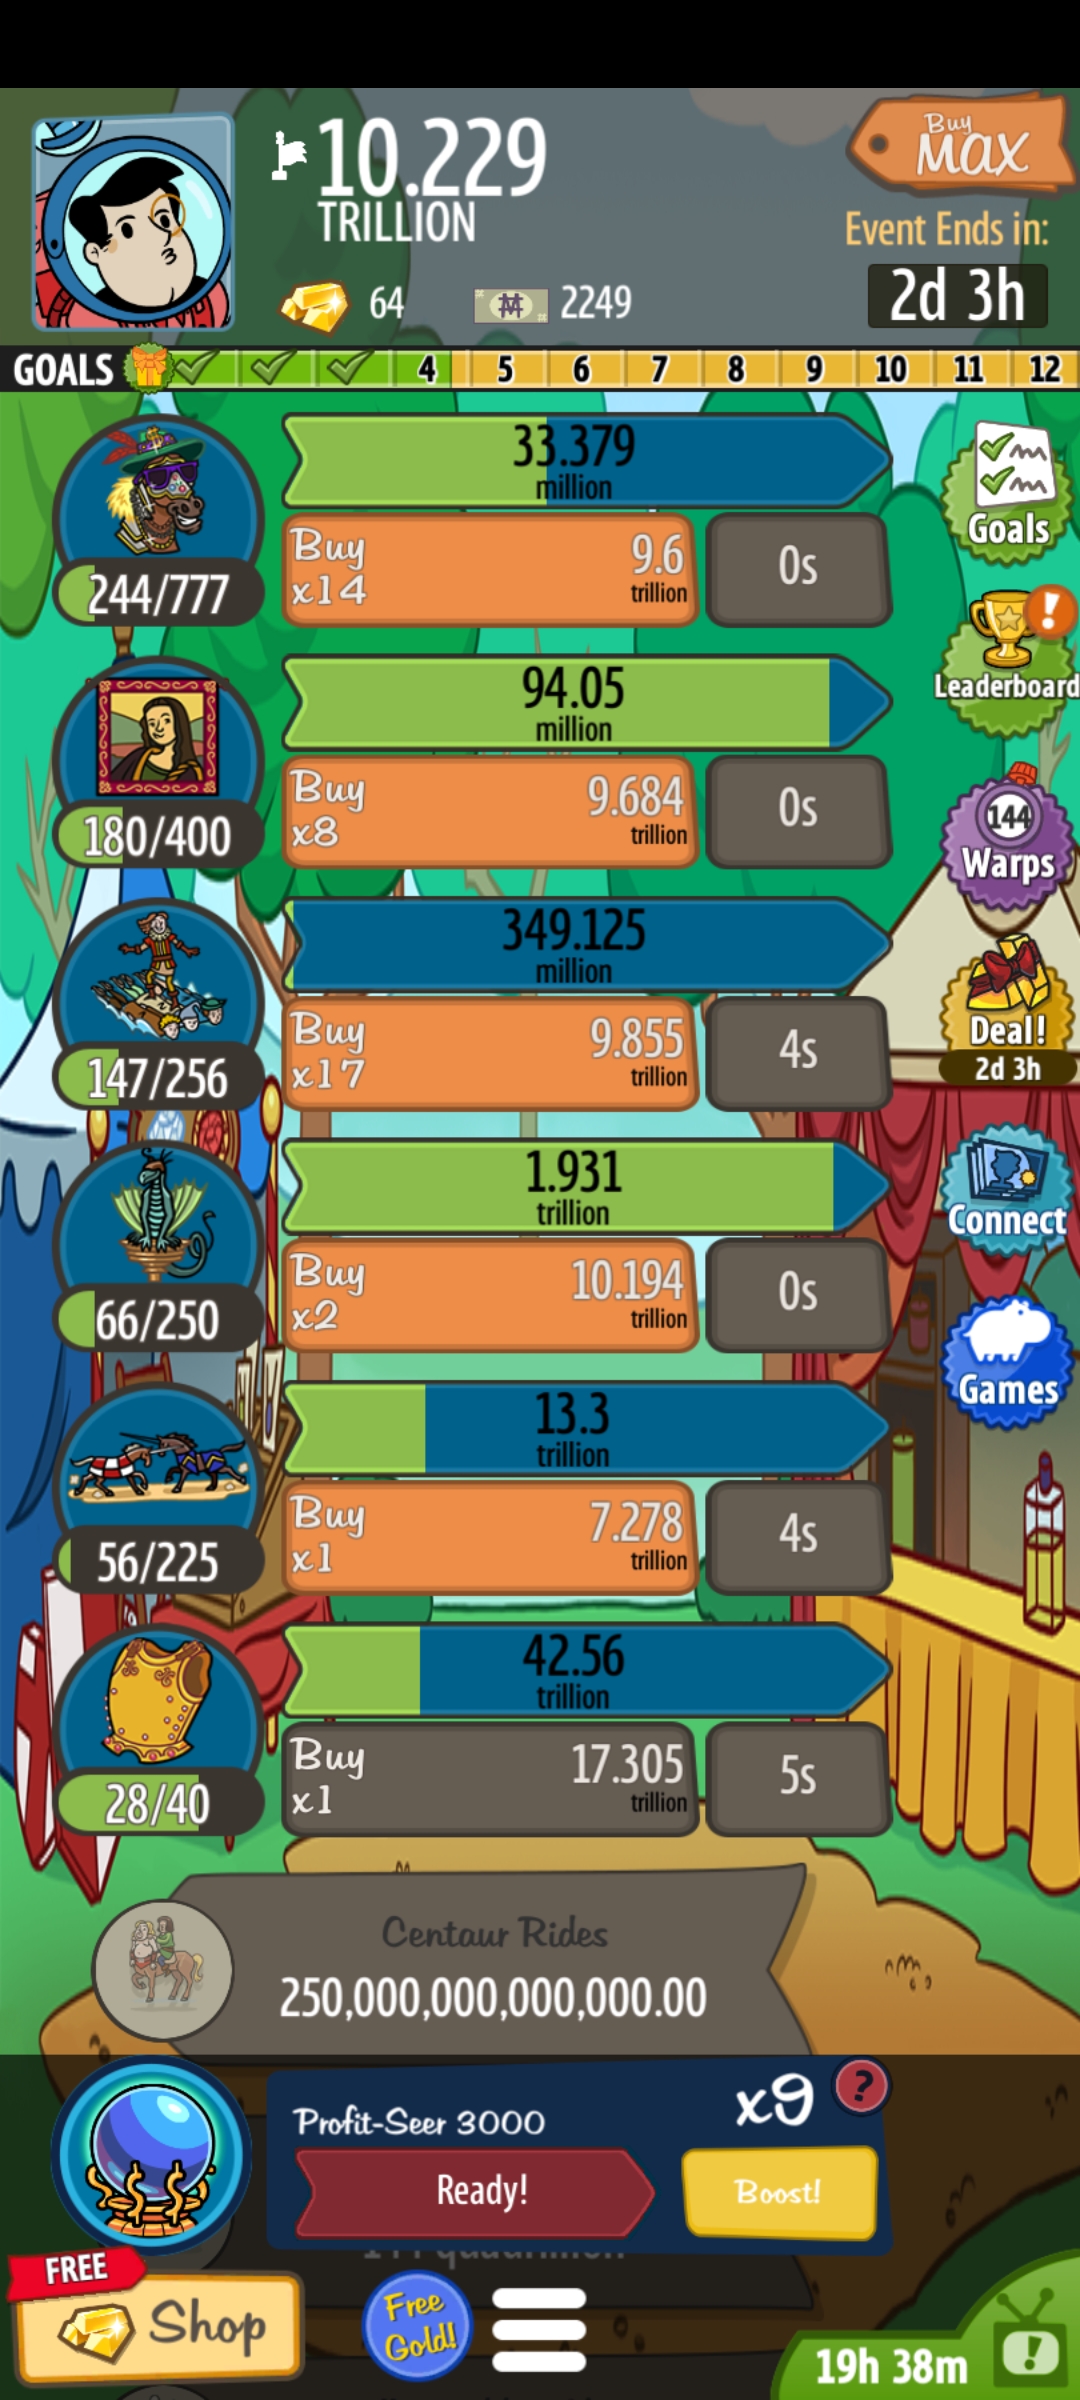 10.229
TRILLION
64
2249
Buy
MAX
Event Ends in:
2d 3h
GOALS 4 5 6 7 8 9 10 11 12
33.379
million
244/777
Buy
x14
9.6
trillion
0s
Goals
94.05
million
180/400
Buy
x8
9.684
trillion
0s
Leaderboard
144
Warps
349.125
million
147/256
Buy
x17
9.855
trillion
4s
Deal!
2d 3h
1.931
trillion
66/250
Buy
x2
10.194
trillion
0s
Connect
Games
13.3
trillion
56/225
Buy
x1
7.278
trillion
4s
42.56
trillion
28/40
Buy
x1
17.305
trillion
5s
Centaur Rides
250,000,000,000,000.00
Profit-Seer 3000
x9
?
Ready!
Boost!
FREE
Shop
Free
Gold!
19h 38m